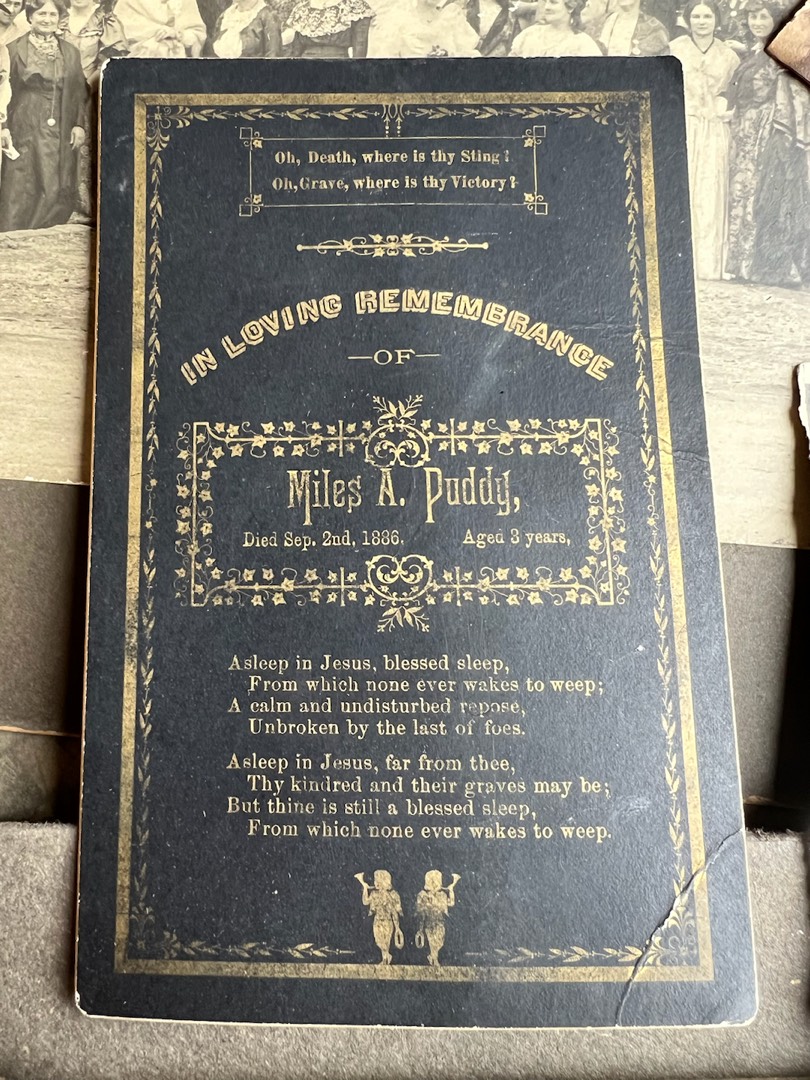 Oh, Death, where is thy Sting?
Oh, Grave, where is thy Victory?
IN LOVING REMEMBRANCE
—OF—
Miles A. Puddy,
Died Sep. 2nd, 1886. Aged 3 years,
Asleep in Jesus, blessed sleep,
From which none ever wakes to weep;
A calm and undisturbed repose,
Unbroken by the last of foes.
Asleep in Jesus, far from thee,
Thy kindred and their graves may be;
But thine is still a blessed sleep,
From which none ever wakes to weep.